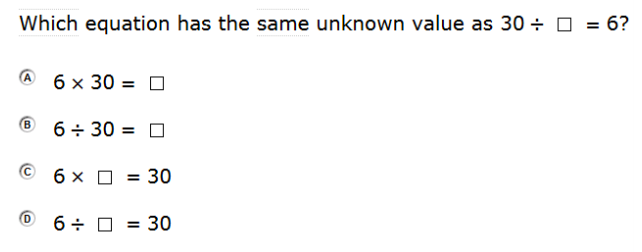 Which equation has the same unknown value as 30 ÷ □ = 6?
A 6 × 30 = □
B 6 ÷ 30 = □
C 6 × □ = 30
D 6 ÷ □ = 30